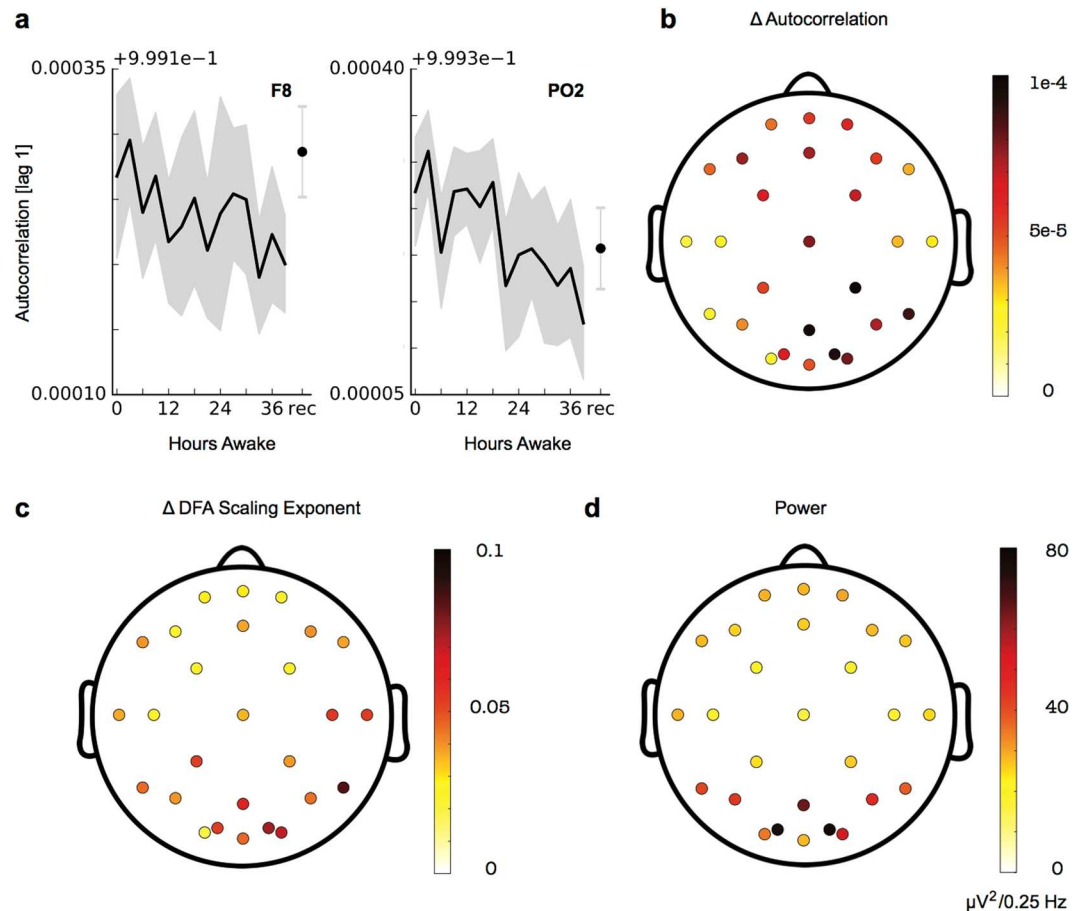 a
+9.991e−1
+9.993e−1
b
Δ Autocorrelation
0.00035
F8
0.00040
PO2
1e-4
Autocorrelation [lag 1]
5e-5
0.00010
0.00005
0
0 12 24 36 rec
0 12 24 36 rec
Hours Awake
Hours Awake
c
Δ DFA Scaling Exponent
d
Power
0.1
80
0.05
40
0
0
µV²/0.25 Hz